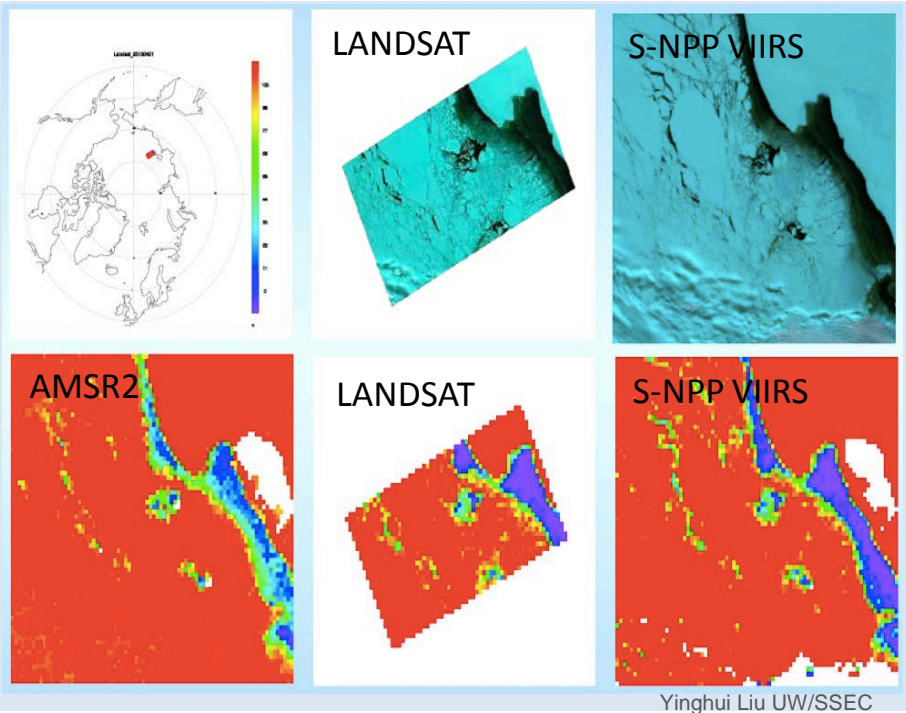 LANDSAT
S-NPP VIIRS
AMSR2
LANDSAT
S-NPP VIIRS
Yinghui Liu UW/SSEC